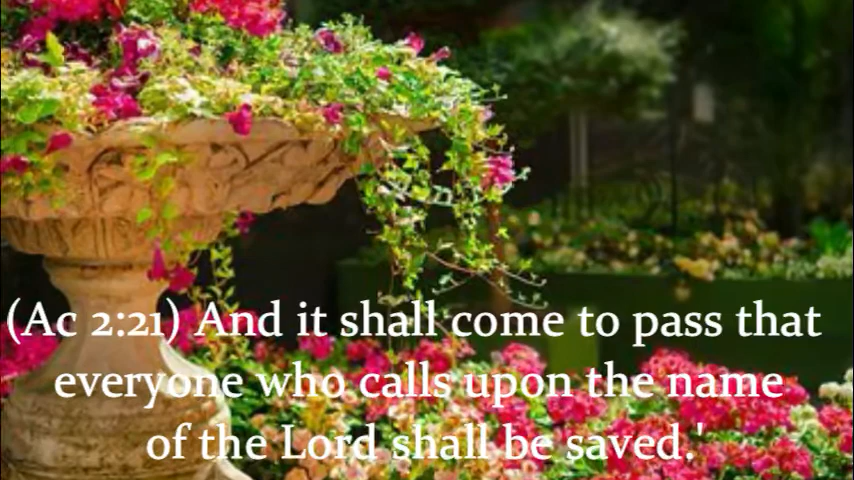 (Ac 2:21) And it shall come to pass that
everyone who calls upon the name
of the Lord shall be saved.'